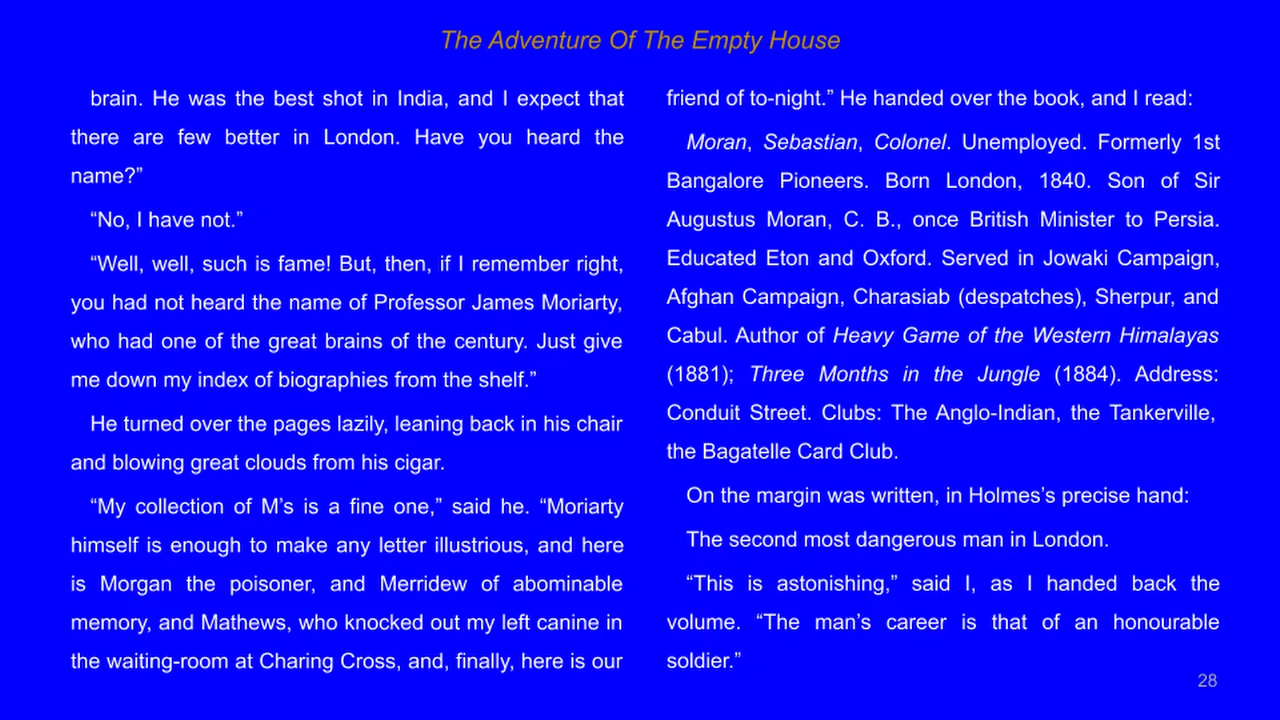 The Adventure Of The Empty House
brain. He was the best shot in India, and I expect that
there are few better in London. Have you heard the
name?”
“No, I have not.”
“Well, well, such is fame! But, then, if I remember right,
you had not heard the name of Professor James Moriarty,
who had one of the great brains of the century. Just give
me down my index of biographies from the shelf.”
He turned over the pages lazily, leaning back in his chair
and blowing great clouds from his cigar.
“My collection of M’s is a fine one,” said he. “Moriarty
himself is enough to make any letter illustrious, and here
is Morgan the poisoner, and Merridew of abominable
memory, and Mathews, who knocked out my left canine in
the waiting-room at Charing Cross, and, finally, here is our
friend of to-night.” He handed over the book, and I read:
Moran, Sebastian, Colonel. Unemployed. Formerly 1st
Bangalore Pioneers. Born London, 1840. Son of Sir
Augustus Moran, C. B., once British Minister to Persia.
Educated Eton and Oxford. Served in Jowaki Campaign,
Afghan Campaign, Charasiab (despatches), Sherpur, and
Cabul. Author of Heavy Game of the Western Himalayas
(1881); Three Months in the Jungle (1884). Address:
Conduit Street. Clubs: The Anglo-Indian, the Tankerville,
the Bagatelle Card Club.
On the margin was written, in Holmes’s precise hand:
The second most dangerous man in London.
“This is astonishing,” said I, as I handed back the
volume. “The man’s career is that of an honourable
soldier.”
28